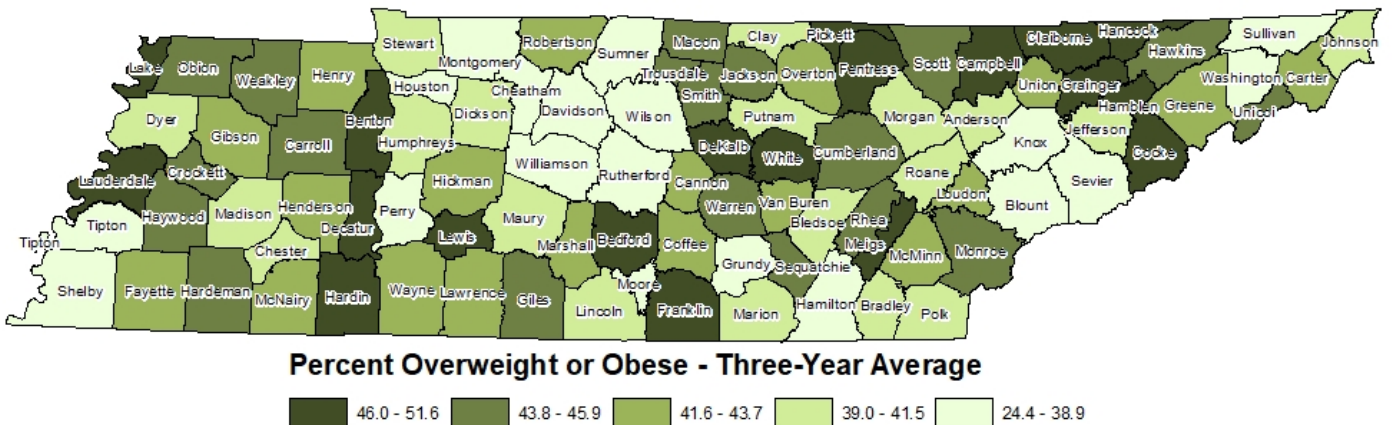 Stewart
Montgomery
Robertson
Sumner
Macon
Clay
Pickett
Claiborne
Hancock
Hawkins
Sullivan
Johnson
Lake
Obion
Weakley
Henry
Houston
Cheatham
Davidson
Wilson
Trousdale
Smith
Jackson
Overton
Fentress
Scott
Campbell
Union
Grainger
Hamblen
Greene
Washington
Carter
Unicoi
Dyer
Gibson
Carroll
Benton
Humphreys
Dickson
Putnam
Morgan
Anderson
Knox
Jefferson
Cocke
Lauderdale
Crockett
Hickman
Williamson
Rutherford
Cannon
DeKalb
White
Cumberland
Roane
Loudon
Blount
Sevier
Tipton
Tipton
Haywood
Madison
Henderson
Decatur
Perry
Lewis
Maury
Marshall
Bedford
Coffee
Warren
Van Buren
Bledsoe
Rhea
Meigs
McMinn
Monroe
Chester
Shelby
Fayette
Hardeman
McNairy
Hardin
Wayne
Lawrence
Giles
Lincoln
Moore
Franklin
Grundy
Sequatchie
Marion
Hamilton
Bradley
Polk
Percent Overweight or Obese - Three-Year Average
46.0 - 51.6 43.8 - 45.9 41.6 - 43.7 39.0 - 41.5 24.4 - 38.9